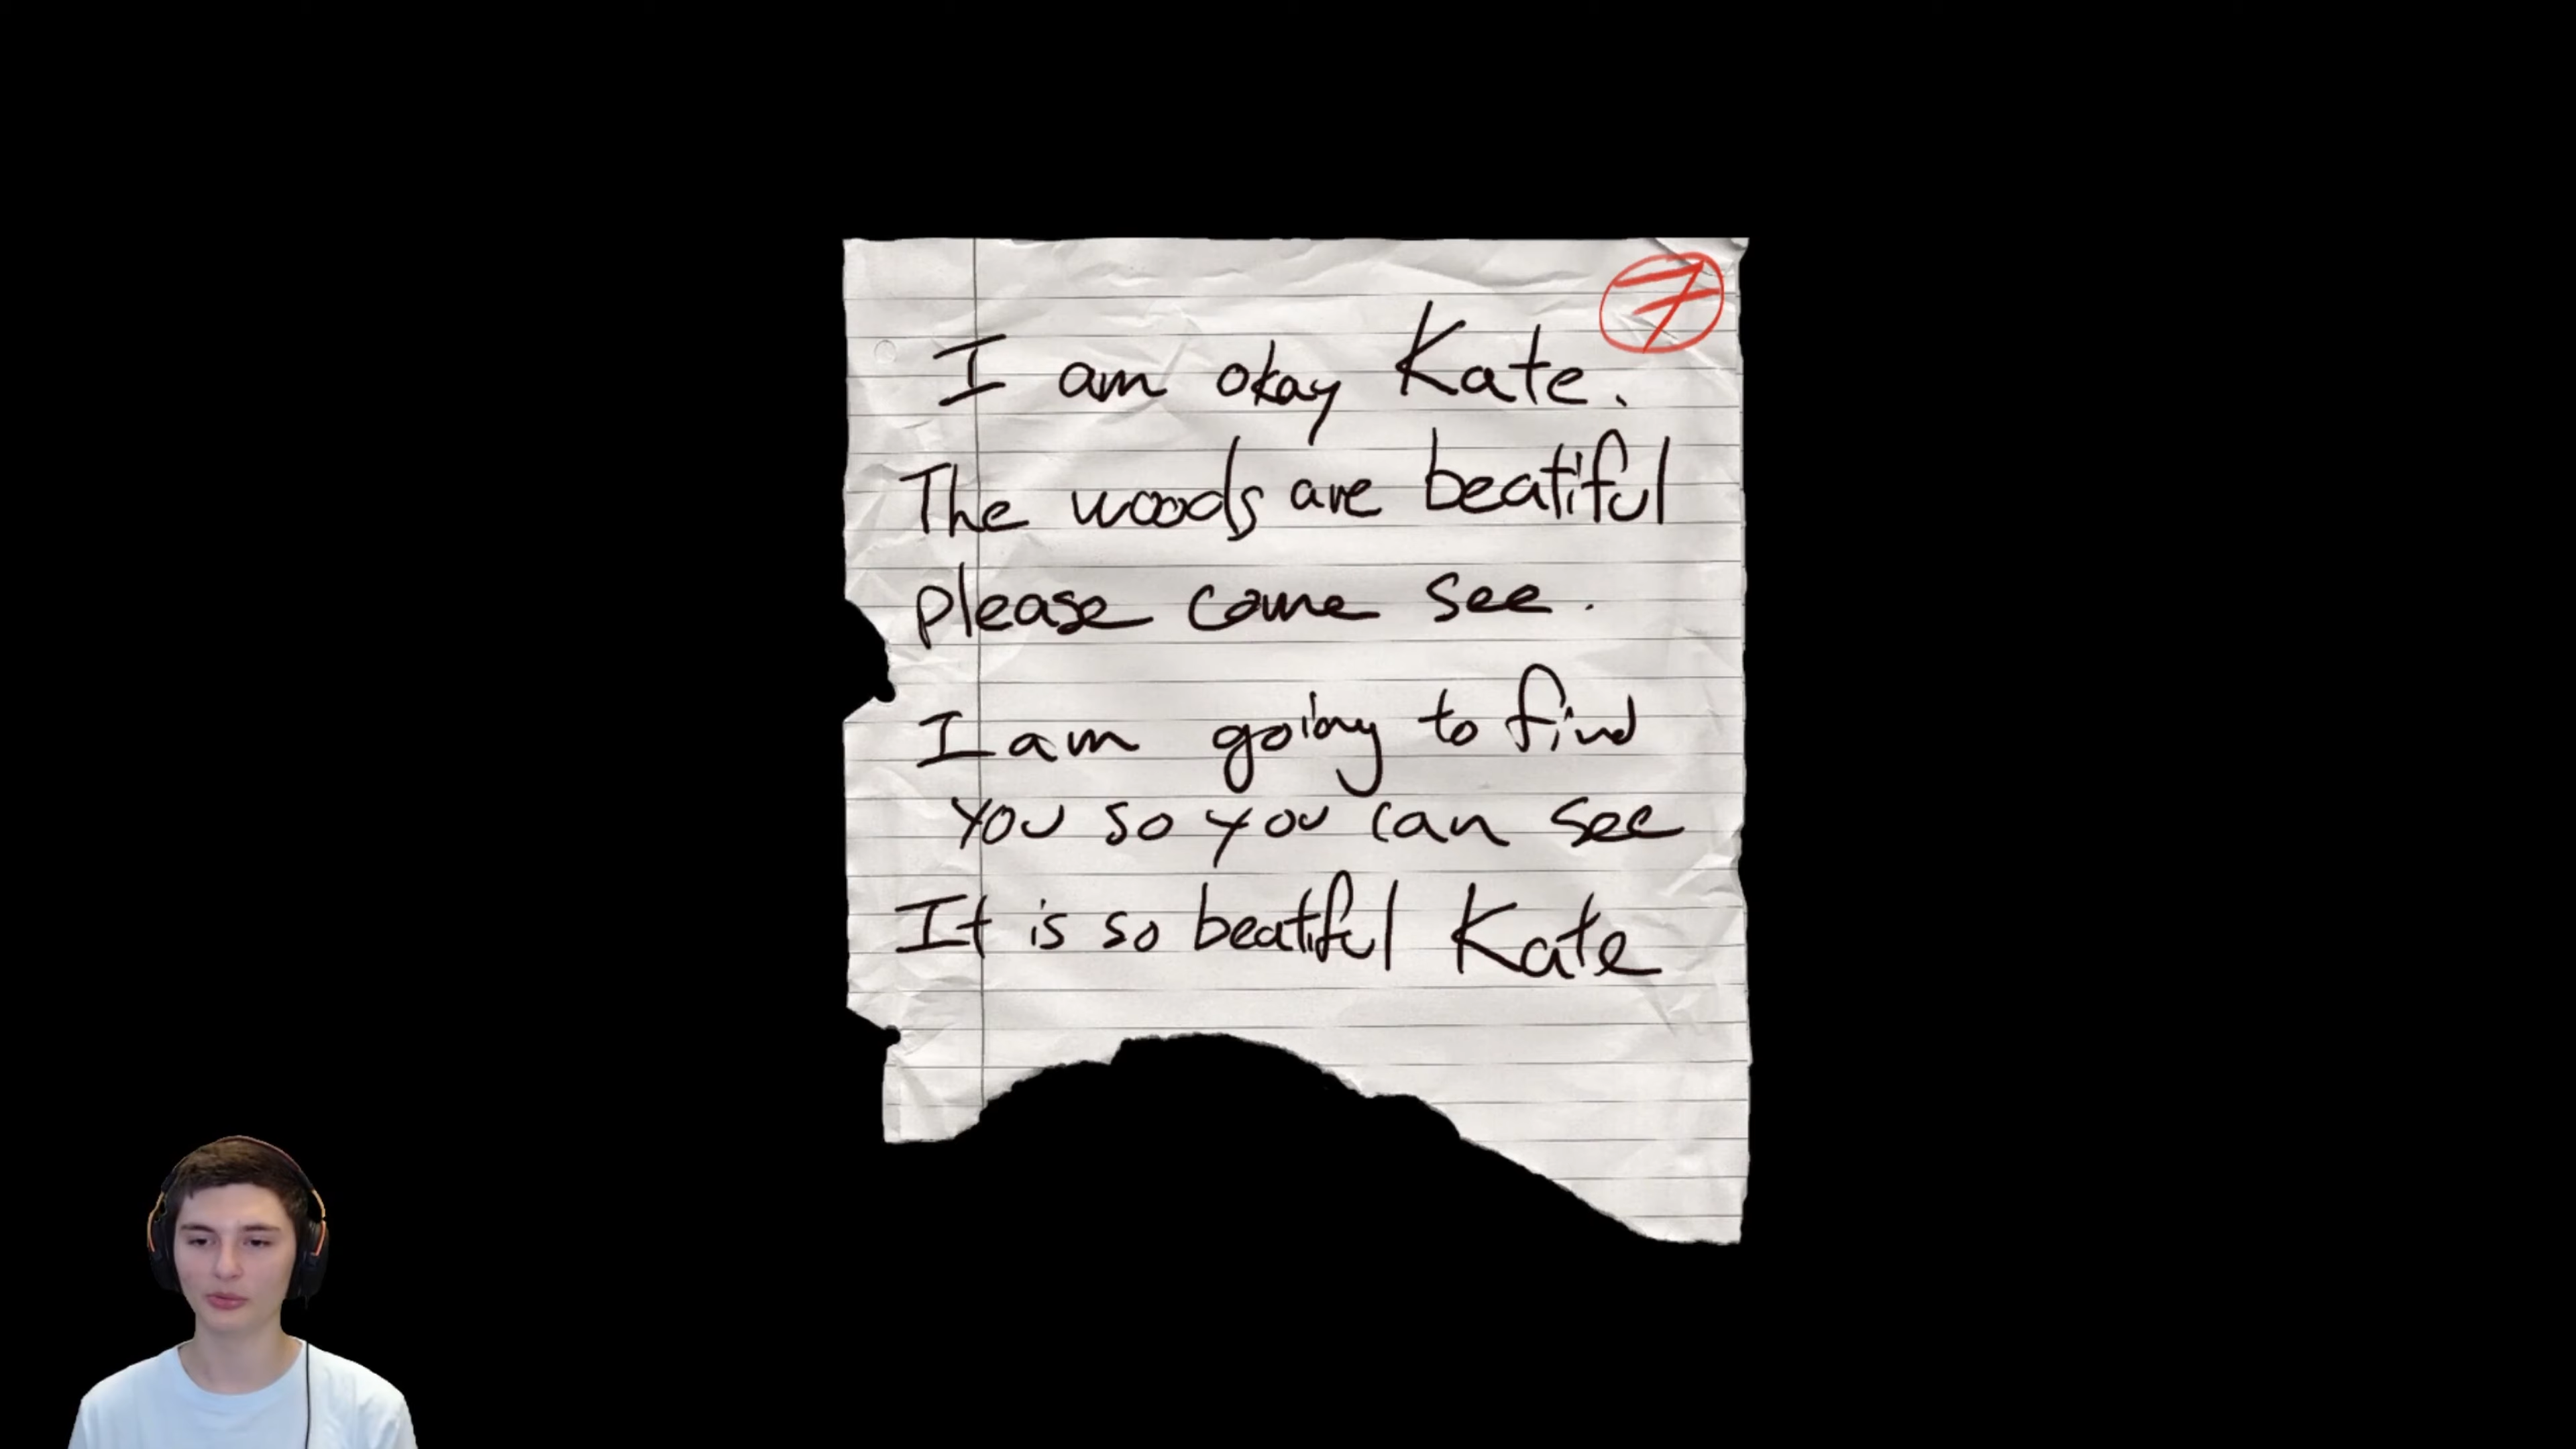 7
I am okay Kate.
The woods are beatiful
please come see.
I am going to find
you so you can see
It is so beatiful Kate